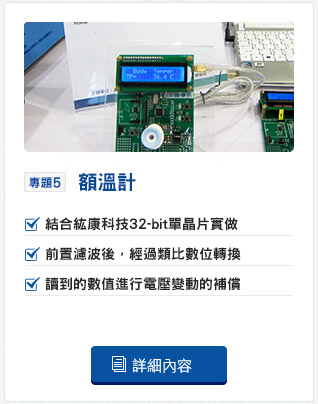 Body Temper
TP= 36.4 C
專題5 額溫計
結合紘康科技32-bit單晶片實做
前置濾波後，經過類比數位轉換
讀到的數值進行電壓變動的補償
詳細內容